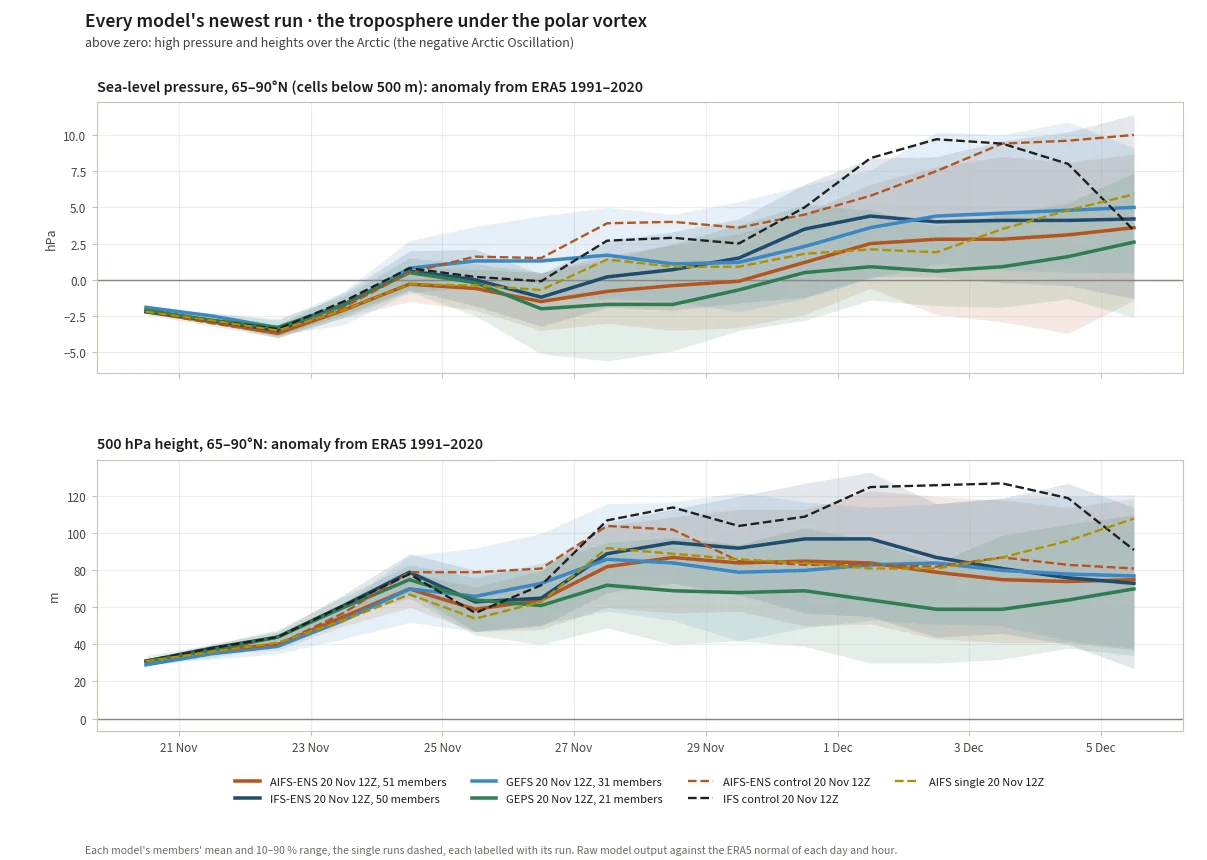 Every model's newest run · the troposphere under the polar vortex
above zero: high pressure and heights over the Arctic (the negative Arctic Oscillation)
Sea-level pressure, 65–90°N (cells below 500 m): anomaly from ERA5 1991–2020
10.0
7.5
5.0
2.5
0.0
−2.5
−5.0
hPa
500 hPa height, 65–90°N: anomaly from ERA5 1991–2020
120
100
80
60
40
20
0
m
21 Nov 23 Nov 25 Nov 27 Nov 29 Nov 1 Dec 3 Dec 5 Dec
AIFS-ENS 20 Nov 12Z, 51 members GEFS 20 Nov 12Z, 31 members AIFS-ENS control 20 Nov 12Z AIFS single 20 Nov 12Z
IFS-ENS 20 Nov 12Z, 50 members GEPS 20 Nov 12Z, 21 members IFS control 20 Nov 12Z
Each model's members' mean and 10–90 % range, the single runs dashed, each labelled with its run. Raw model output against the ERA5 normal of each day and hour.